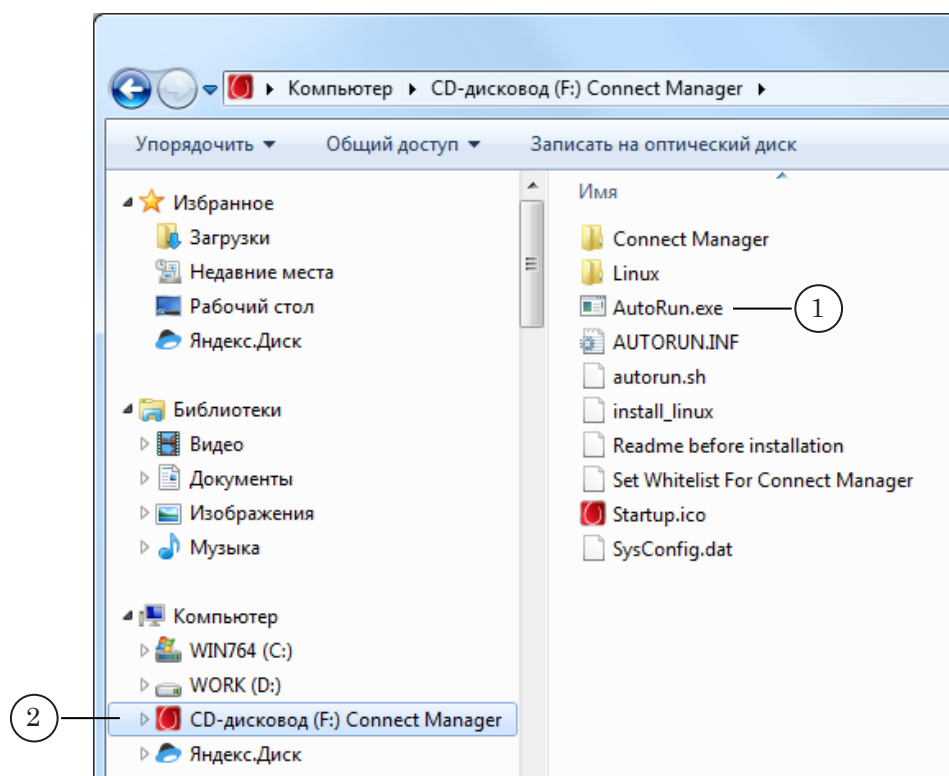 Компьютер CD-дисковод (F:) Connect Manager
Упорядочить Общий доступ Записать на оптический диск
Избранное
Загрузки
Недавние места
Рабочий стол
Яндекс.Диск
Библиотеки
Видео
Документы
Изображения
Музыка
Компьютер
WIN764 (C:)
WORK (D:)
2
CD-дисковод (F:) Connect Manager
Яндекс.Диск
Имя
Connect Manager
Linux
AutoRun.exe
1
AUTORUN.INF
autorun.sh
install_linux
Readme before installation
Set Whitelist For Connect Manager
Startup.ico
SysConfig.dat